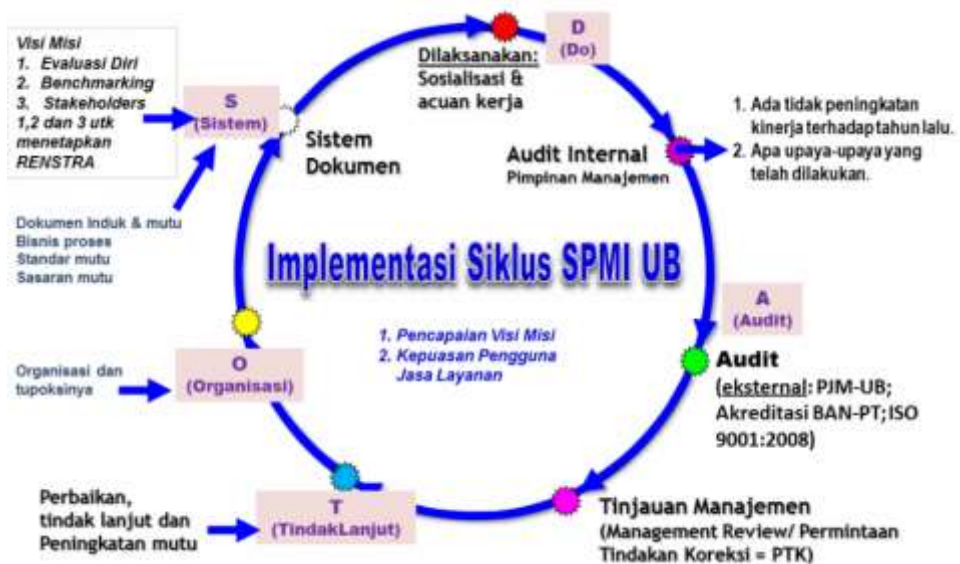 Visi Misi
1. Evaluasi Diri
2. Benchmarking
3. Stakeholders
1,2 dan 3 utk
menetapkan
RENSTRA
S
(Sistem)
Sistem
Dokumen
D
(Do)
Dilaksanakan:
Sosialisasi &
acuan kerja
Audit Internal
Pimpinan Manajemen
1. Ada tidak peningkatan
kinerja terhadap tahun lalu.
2. Apa upaya-upaya yang
telah dilakukan.
Dokumen Induk & mutu
Bisnis proses
Standar mutu
Sasaran mutu
Implementasi Siklus SPMI UB
1. Pencapaian Visi Misi
2. Kepuasan Pengguna
Jasa Layanan
A
(Audit)
Audit
(eksternal: PJM-UB;
Akreditasi BAN-PT; ISO
9001:2008)
O
(Organisasi)
Organisasi dan
tupoksinya
T
(TindakLanjut)
Perbaikan,
tindak lanjut dan
Peningkatan mutu
Tinjauan Manajemen
(Management Review/ Permintaan
Tindakan Koreksi = PTK)